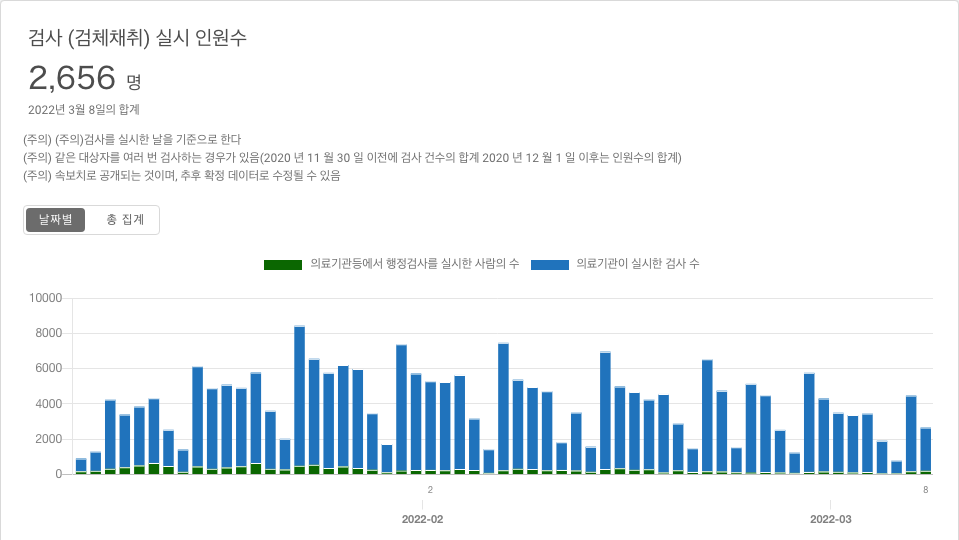 검사 (검체채취) 실시 인원수
2,656 명
2022년 3월 8일의 합계
(주의) (주의)검사를 실시한 날을 기준으로 한다
(주의) 같은 대상자를 여러 번 검사하는 경우가 있음(2020 년 11 월 30 일 이전에 검사 건수의 합계 2020 년 12 월 1 일 이후는 인원수의 합계)
(주의) 속보치로 공개되는 것이며, 추후 확정 데이터로 수정될 수 있음
날짜별 총 집계
의료기관등에서 행정검사를 실시한 사람의 수 의료기관이 실시한 검사 수
10000
8000
6000
4000
2000
0
2 8
2022-02 2022-03